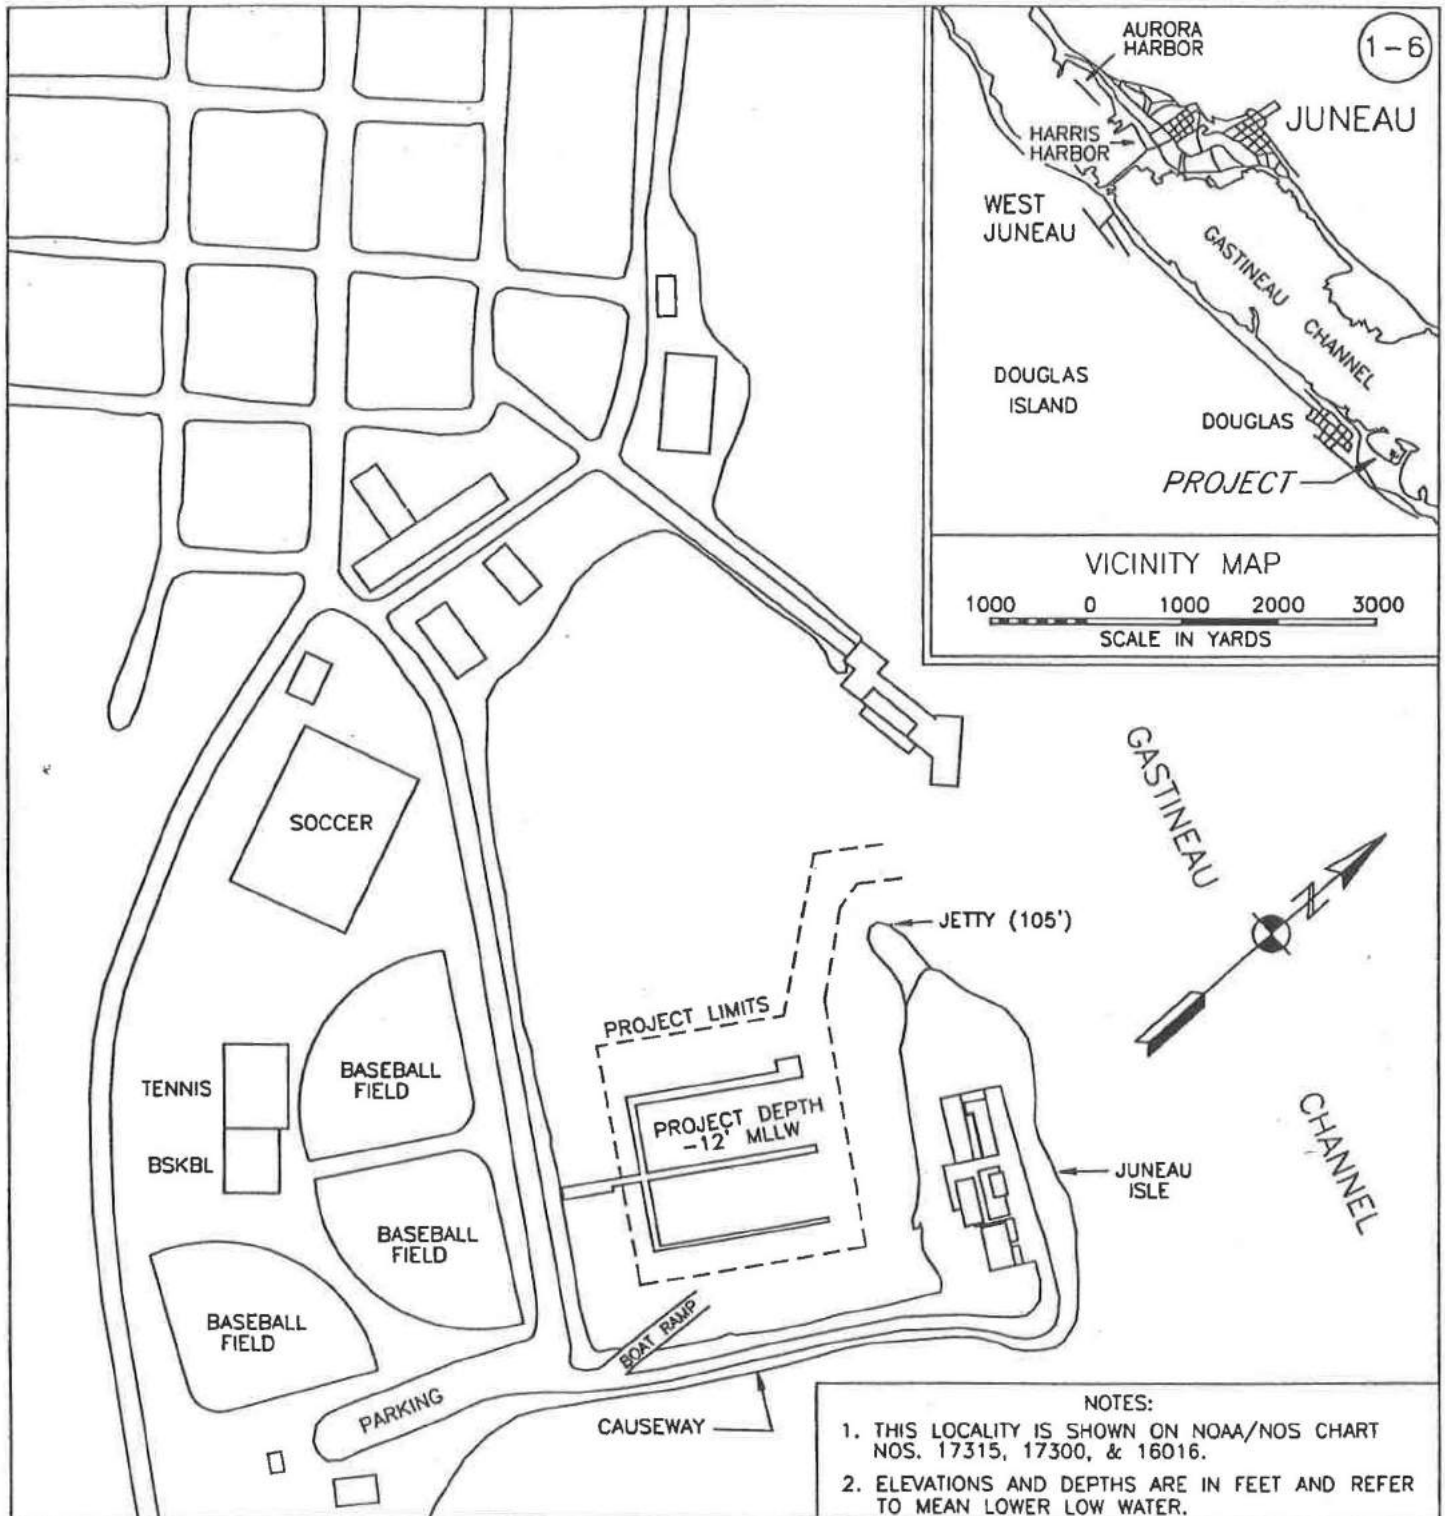 1-6
AURORA
HARBOR
JUNEAU
HARRIS
HARBOR
WEST
JUNEAU
GASTINEAU
CHANNEL
DOUGLAS
ISLAND
DOUGLAS
PROJECT
VICINITY MAP
1000 0 1000 2000 3000
SCALE IN YARDS
GASTINEAU
CHANNEL
N
SOCCER
JETTY (105')
PROJECT LIMITS
PROJECT DEPTH
-12' MLLW
TENNIS
BSKBL
BASEBALL
FIELD
BASEBALL
FIELD
BASEBALL
FIELD
JUNEAU
ISLE
BOAT RAMP
PARKING
CAUSEWAY
NOTES:
1. THIS LOCALITY IS SHOWN ON NOAA/NOS CHART
NOS. 17315, 17300, & 16016.
2. ELEVATIONS AND DEPTHS ARE IN FEET AND REFER
TO MEAN LOWER LOW WATER.